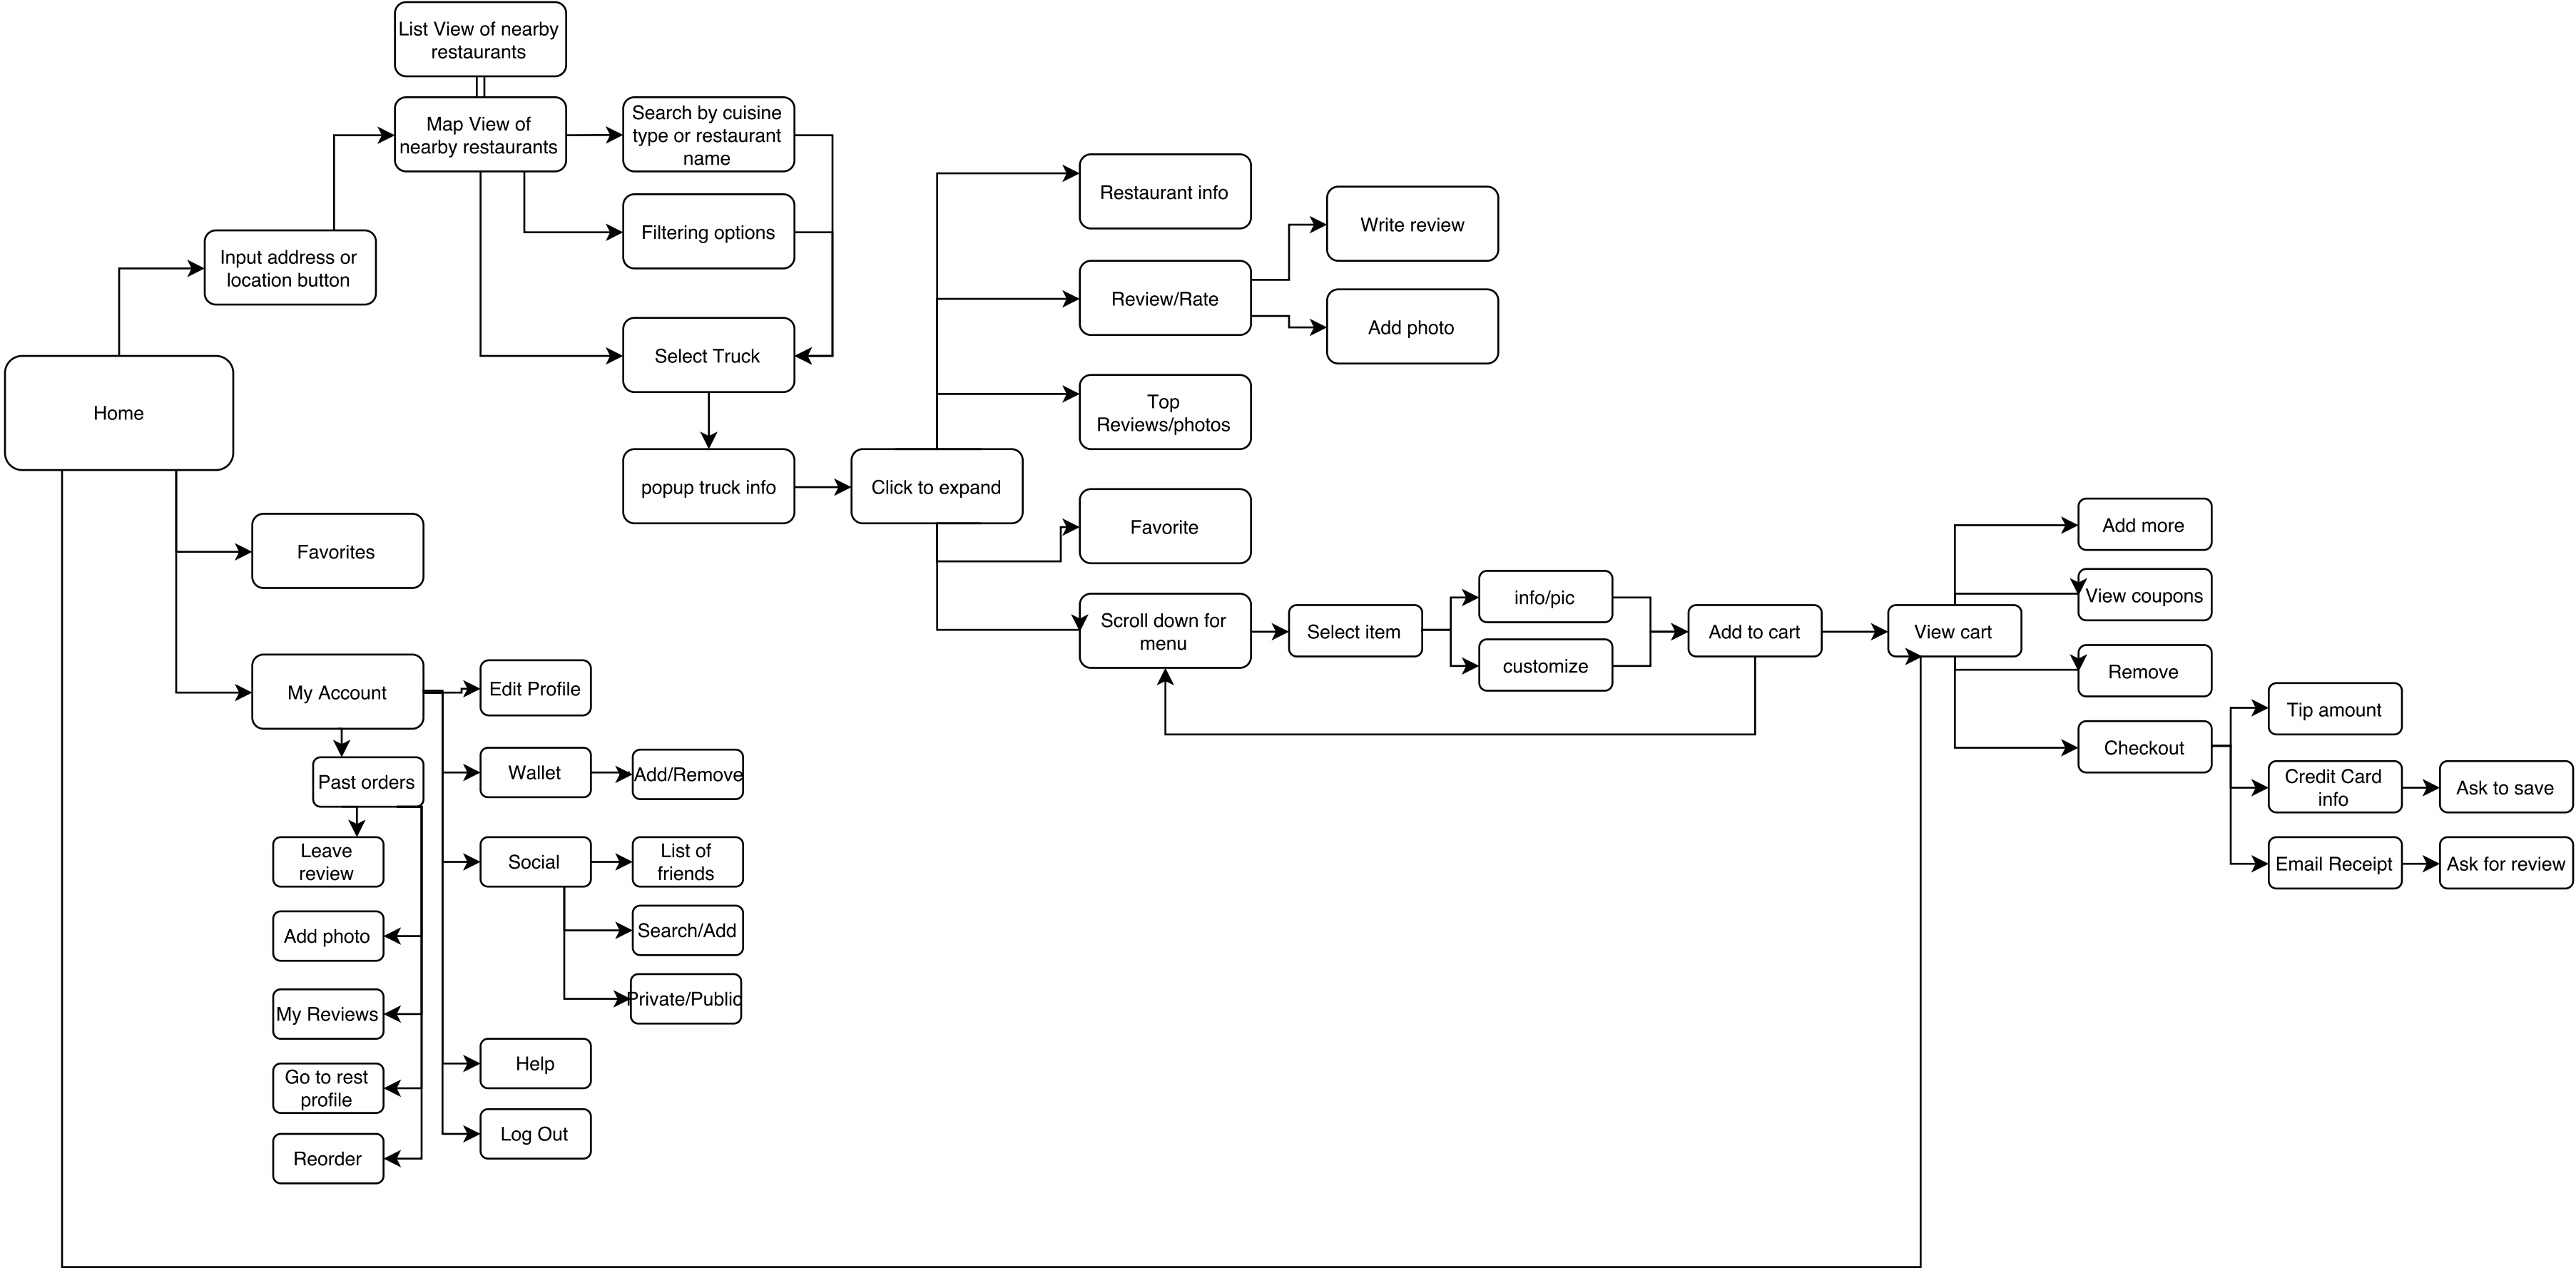 List View of nearby
restaurants
Map View of
nearby restaurants
Search by cuisine
type or restaurant
name
Filtering options
Input address or
location button
Select Truck
Home
popup truck info
Click to expand
Restaurant info
Review/Rate
Write review
Add photo
Top
Reviews/photos
Favorite
Scroll down for
menu
Select item
info/pic
customize
Add to cart
View cart
Add more
View coupons
Remove
Checkout
Tip amount
Credit Card
info
Ask to save
Email Receipt
Ask for review
Favorites
My Account
Edit Profile
Past orders
Wallet
Add/Remove
Leave
review
Social
List of
friends
Add photo
Search/Add
My Reviews
Private/Public
Go to rest
profile
Help
Reorder
Log Out